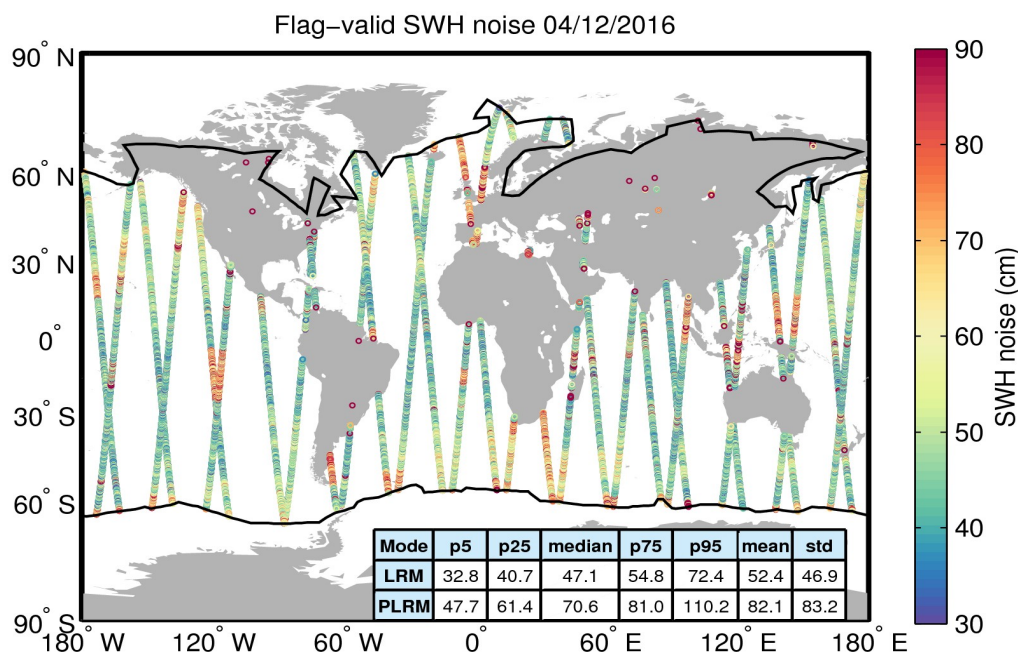 Flag−valid SWH noise 04/12/2016
90° N
60° N
30° N
0°
30° S
60° S
90° S
180° W
120° W
60° W
0°
60° E
120° E
180° E
90
80
70
60
50
40
30
SWH noise (cm)
Mode p5 p25 median p75 p95 mean std
LRM 32.8 40.7 47.1 54.8 72.4 52.4 46.9
PLRM 47.7 61.4 70.6 81.0 110.2 82.1 83.2